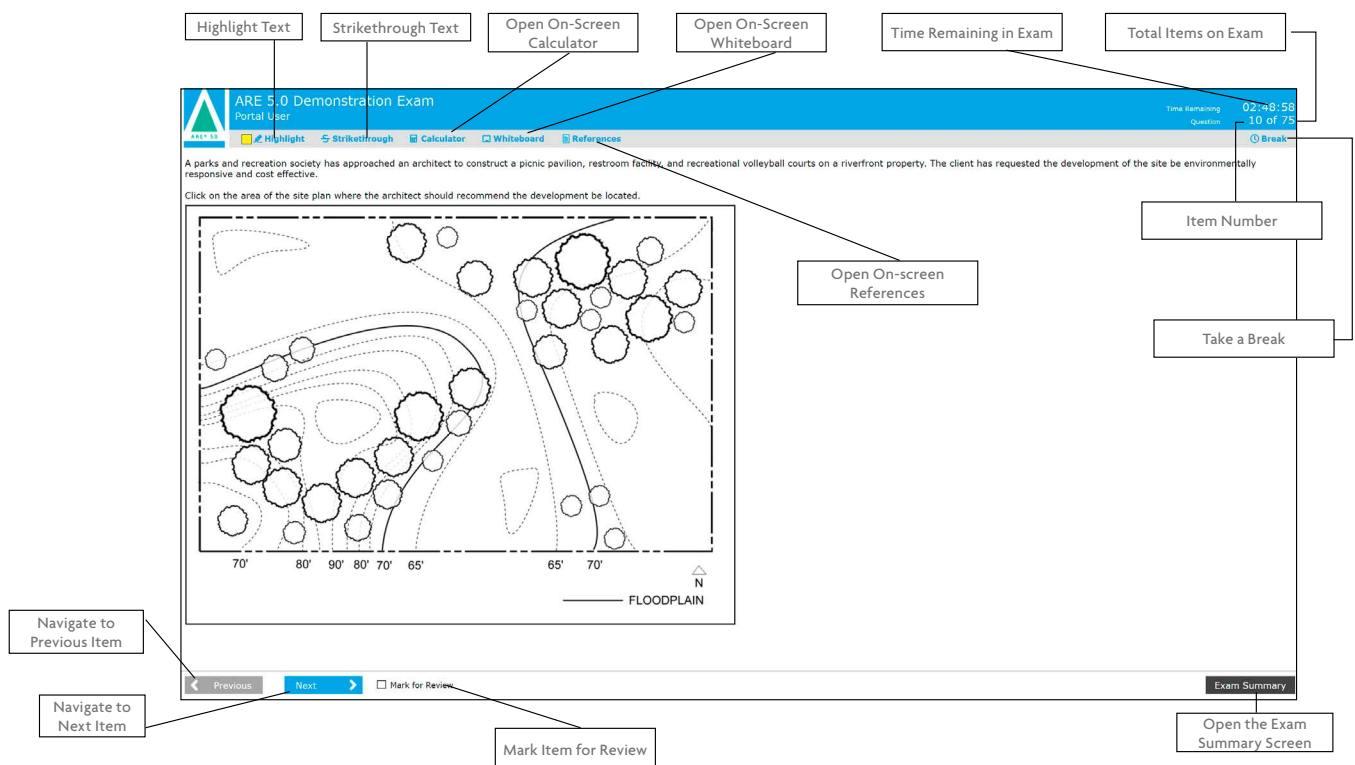 Highlight Text
Strikethrough Text
Open On-Screen
Calculator
Open On-Screen
Whiteboard
Time Remaining in Exam
Total Items on Exam
ARE 5.0 Demonstration Exam
Portal User
Time Remaining 02:48:58
Question 10 of 75
ARE® 5.0
Highlight Strikethrough Calculator Whiteboard References Break
A parks and recreation society has approached an architect to construct a picnic pavilion, restroom facility, and recreational volleyball courts on a riverfront property. The client has requested the development of the site be environmentally
responsive and cost effective.
Click on the area of the site plan where the architect should recommend the development be located.
Item Number
Open On-screen
References
Take a Break
70' 80' 90' 80' 70' 65' 65' 70'
N
FLOODPLAIN
Navigate to
Previous Item
Previous Next Mark for Review Exam Summary
Navigate to
Next Item
Mark Item for Review
Open the Exam
Summary Screen